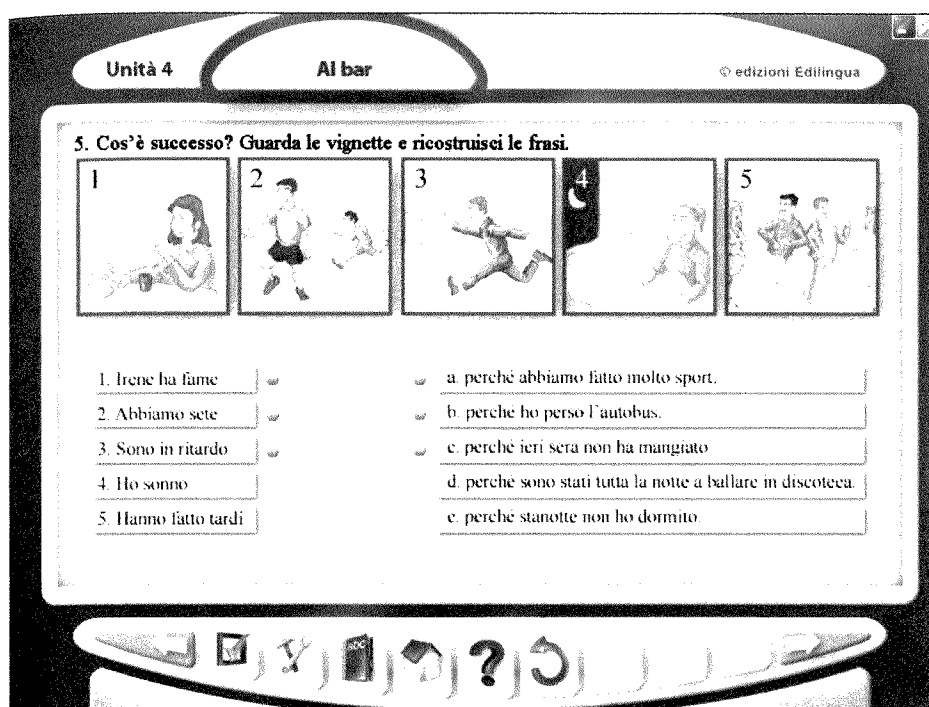 Unità 4
Al bar
© edizioni Edilingua
5. Cos'è successo? Guarda le vignette e ricostruisci le frasi.
1
2
3
4
5
1. Irene ha fame
a. perché abbiamo fatto molto sport.
2. Abbiamo sete
b. perché ho perso l'autobus.
3. Sono in ritardo
c. perché ieri sera non ha mangiato
4. Ho sonno
d. perché sono stati tutta la notte a ballare in discoteca.
5. Hanno fatto tardi
e. perché stanotte non ho dormito.
?